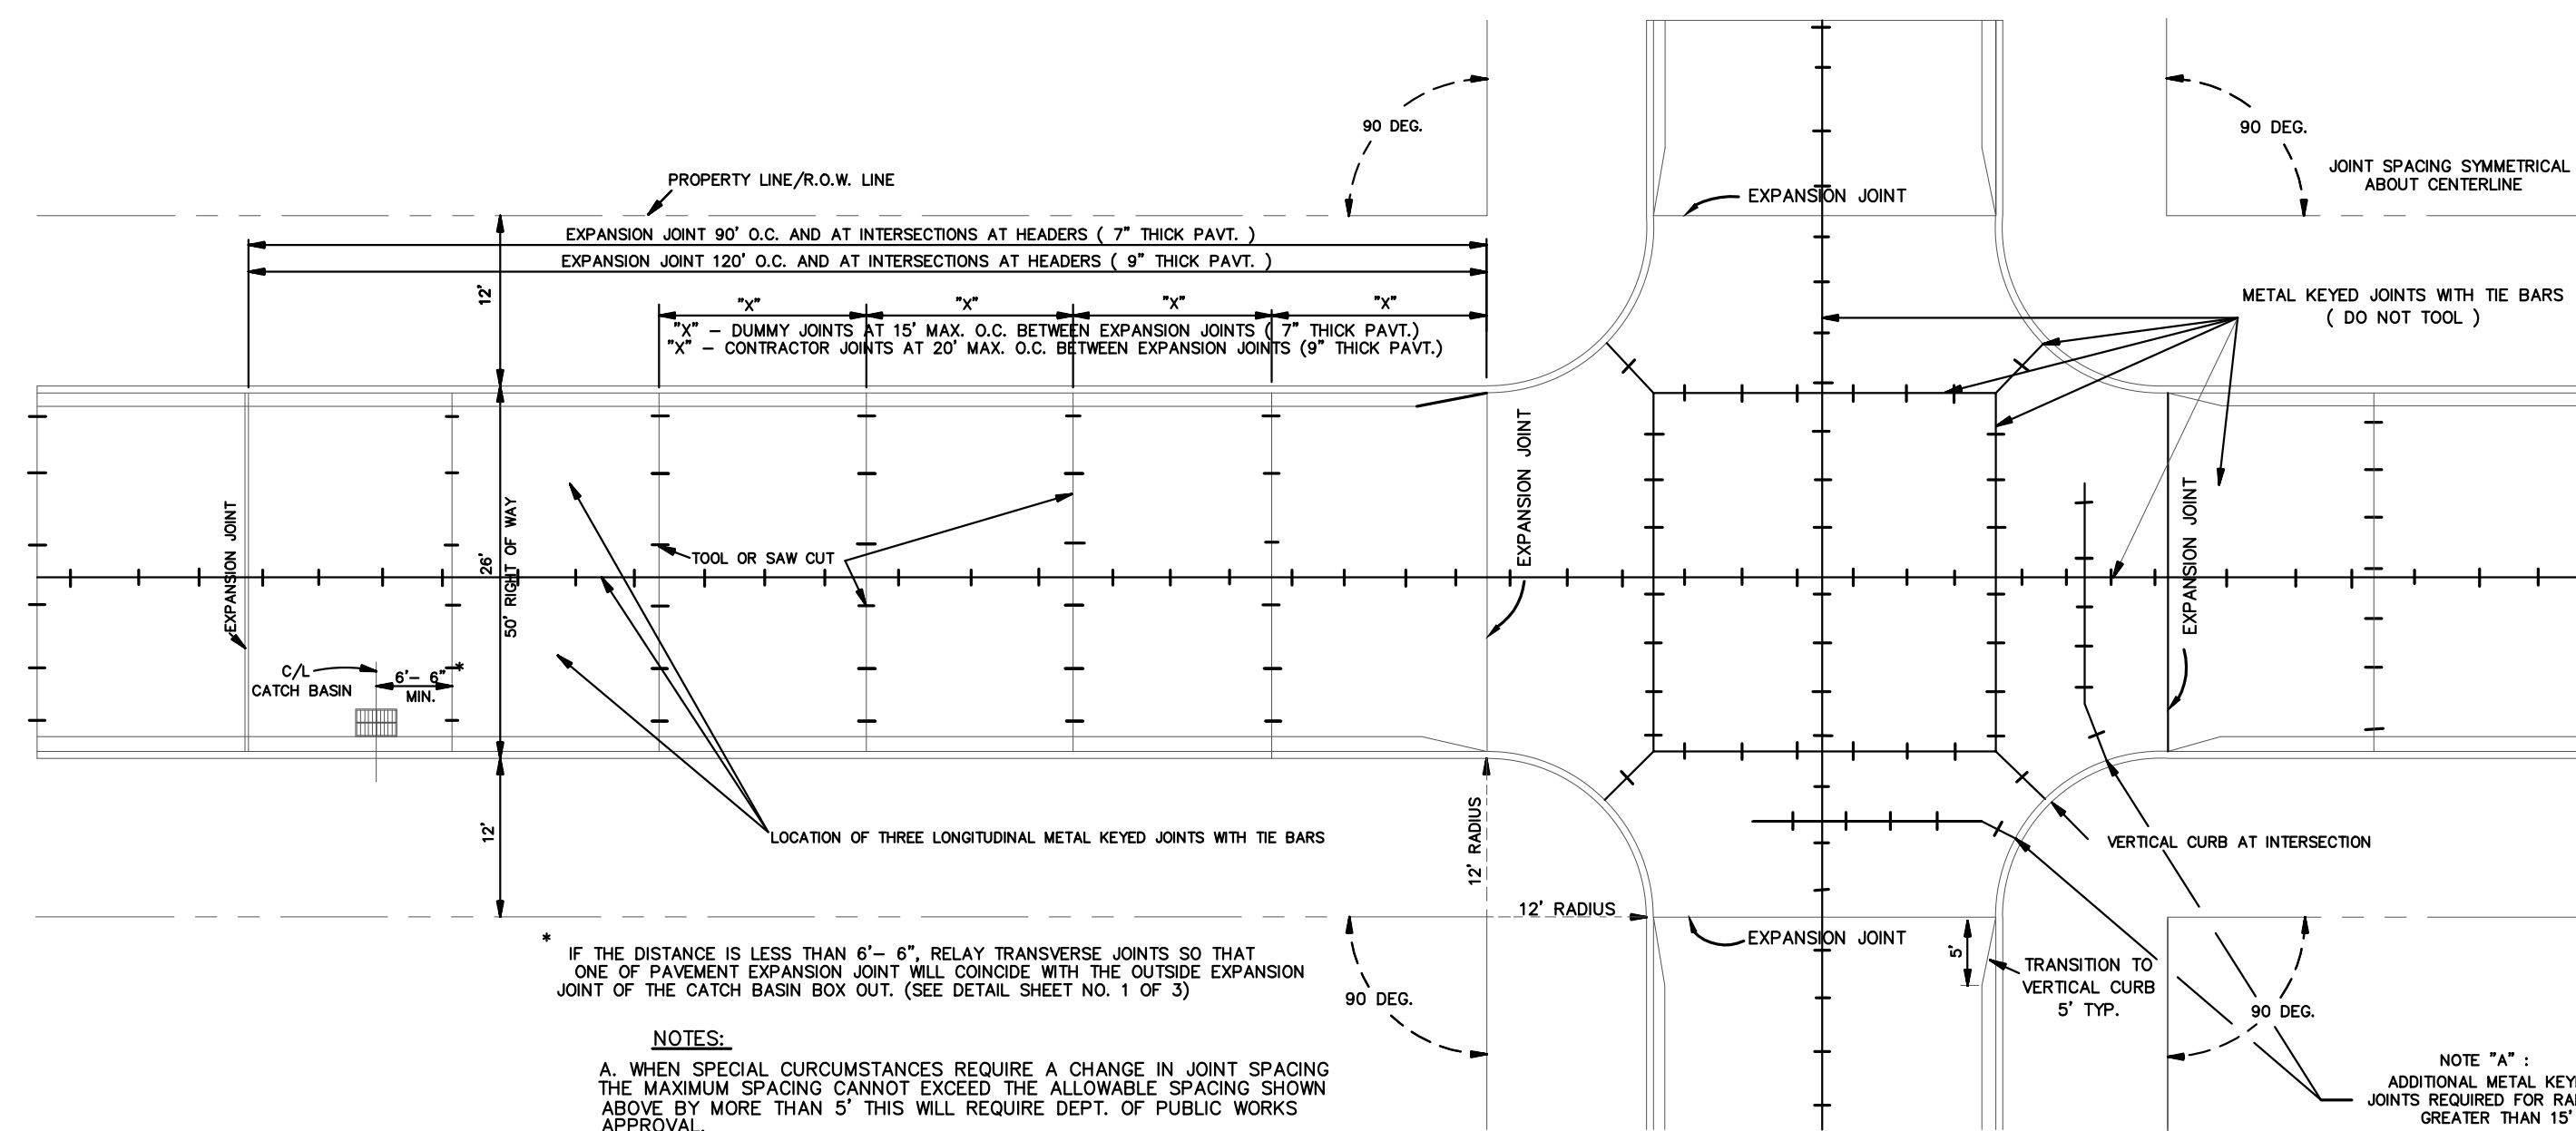 90 DEG.
90 DEG.
JOINT SPACING SYMMETRICAL
ABOUT CENTERLINE
PROPERTY LINE/R.O.W. LINE
EXPANSION JOINT
EXPANSION JOINT 90' O.C. AND AT INTERSECTIONS AT HEADERS ( 7" THICK PAVT. )
EXPANSION JOINT 120' O.C. AND AT INTERSECTIONS AT HEADERS ( 9" THICK PAVT. )
12'
METAL KEYED JOINTS WITH TIE BARS
( DO NOT TOOL )
"X"
"X"
"X"
"X"
"X" – DUMMY JOINTS AT 15' MAX. O.C. BETWEEN EXPANSION JOINTS ( 7" THICK PAVT.)
"X" – CONTRACTOR JOINTS AT 20' MAX. O.C. BETWEEN EXPANSION JOINTS (9" THICK PAVT.)
EXPANSION JOINT
EXPANSION JOINT
EXPANSION JOINT
26'
50' RIGHT OF WAY
TOOL OR SAW CUT
C/L
CATCH BASIN
6'– 6" *
MIN.
12'
LOCATION OF THREE LONGITUDINAL METAL KEYED JOINTS WITH TIE BARS
12' RADIUS
VERTICAL CURB AT INTERSECTION
12' RADIUS
EXPANSION JOINT
5'
TRANSITION TO
VERTICAL CURB
5' TYP.
* IF THE DISTANCE IS LESS THAN 6'– 6", RELAY TRANSVERSE JOINTS SO THAT
ONE OF PAVEMENT EXPANSION JOINT WILL COINCIDE WITH THE OUTSIDE EXPANSION
JOINT OF THE CATCH BASIN BOX OUT. (SEE DETAIL SHEET NO. 1 OF 3)
90 DEG.
90 DEG.
NOTES:
A. WHEN SPECIAL CURCUMSTANCES REQUIRE A CHANGE IN JOINT SPACING
THE MAXIMUM SPACING CANNOT EXCEED THE ALLOWABLE SPACING SHOWN
ABOVE BY MORE THAN 5' THIS WILL REQUIRE DEPT. OF PUBLIC WORKS
APPROVAL.
NOTE "A" :
ADDITIONAL METAL
JOINTS REQUIRED FOR
GREATER THAN 15'